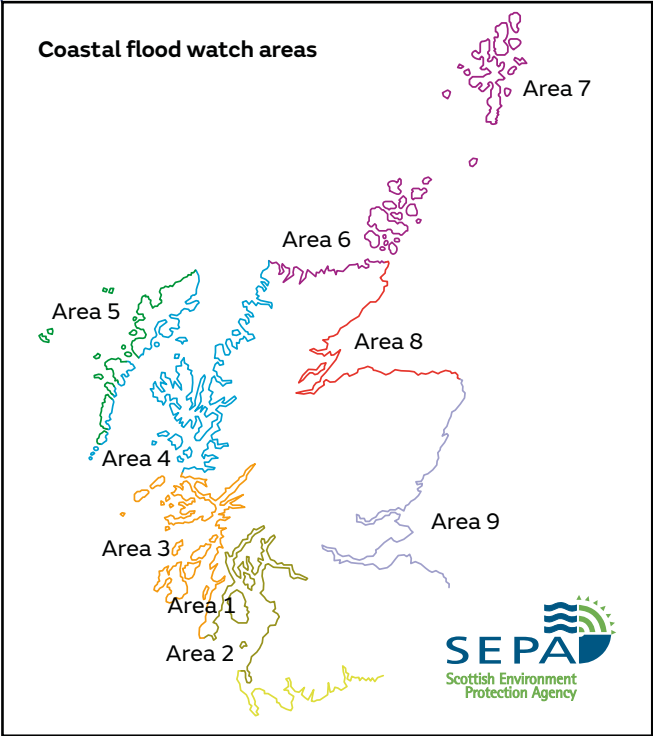 Coastal flood watch areas
Area 7
Area 6
Area 5
Area 8
Area 4
Area 9
Area 3
Area 1
Area 2
SEPA
Scottish Environment
Protection Agency